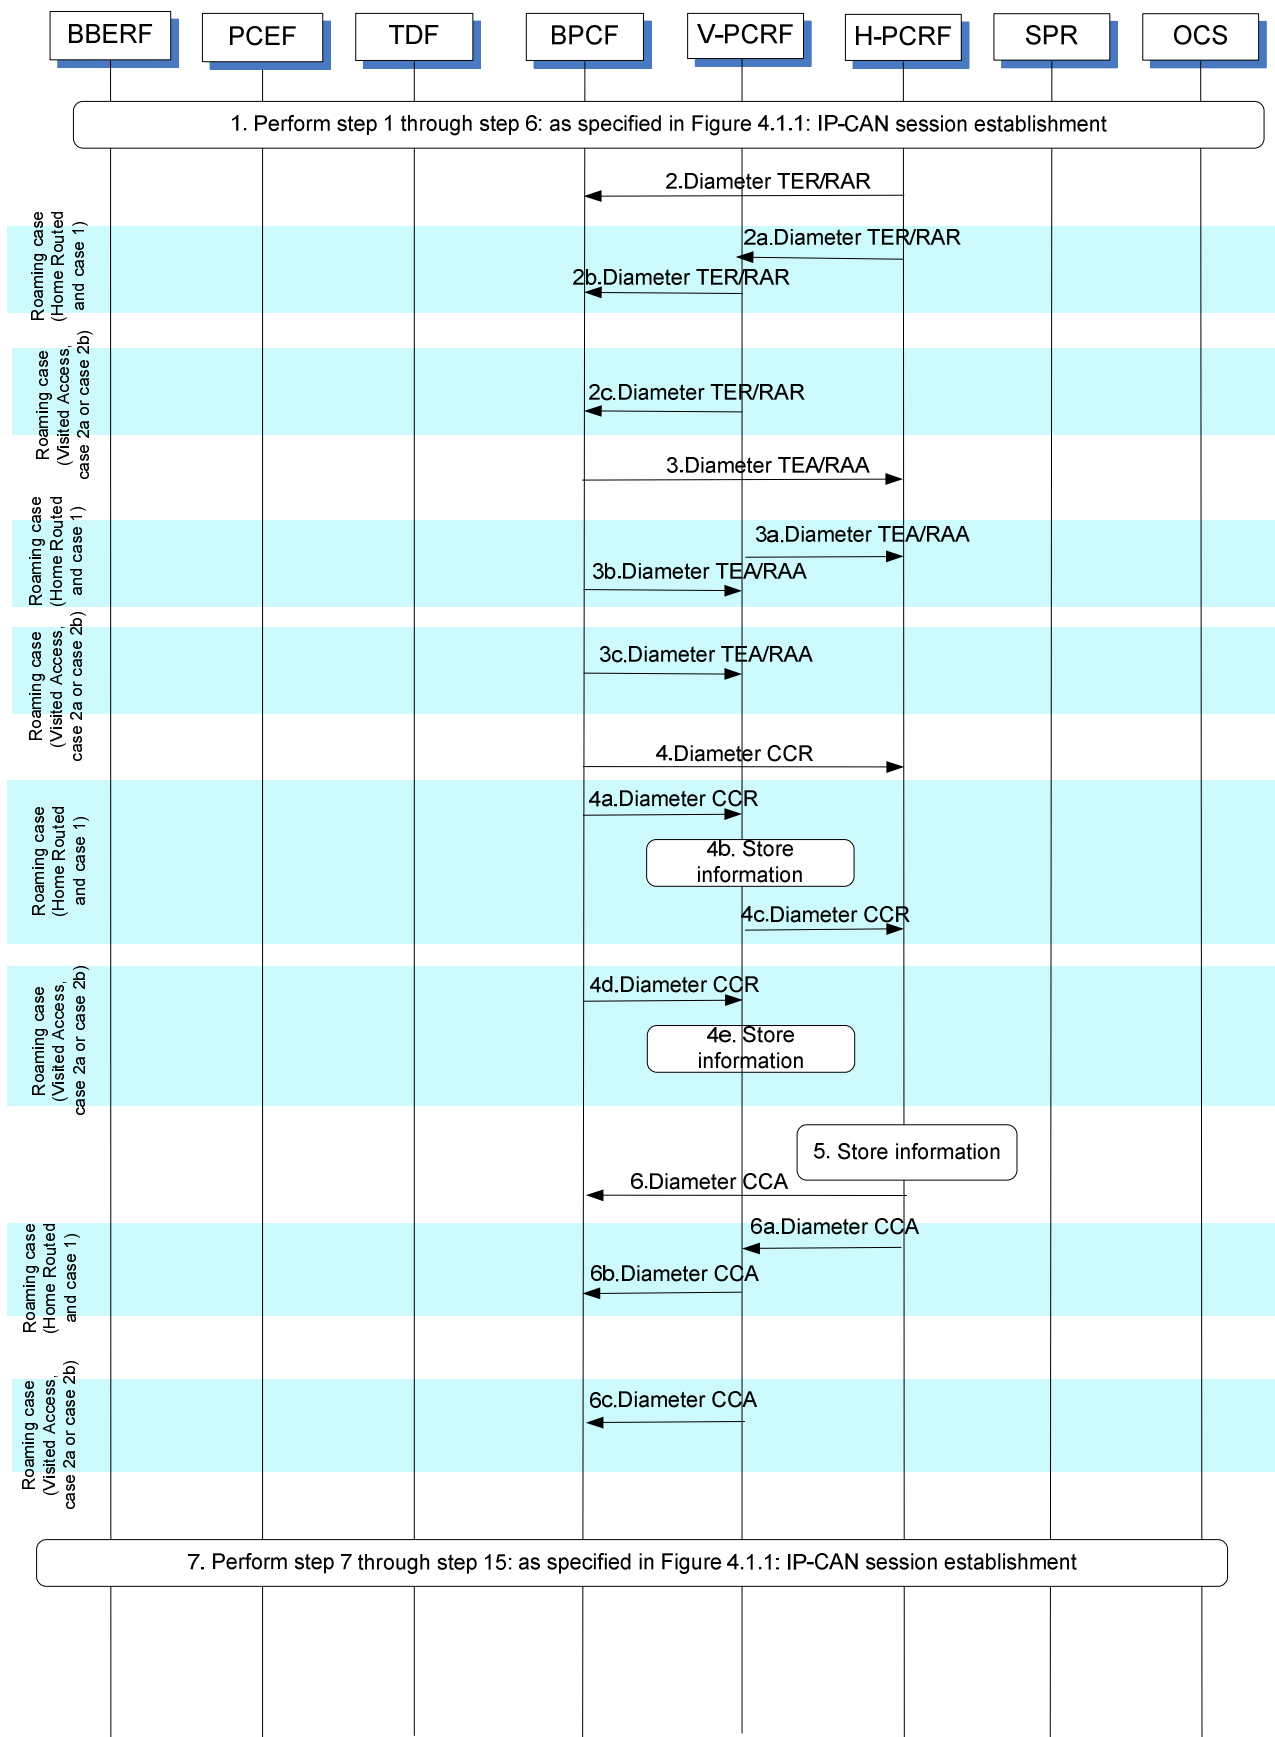 BBERF
PCEF
TDF
BPCF
V-PCRF
H-PCRF
SPR
OCS
1. Perform step 1 through step 6: as specified in Figure 4.1.1: IP-CAN session establishment
2.Diameter TER/RAR
Roaming case
(Home Routed
and case 1)
2a.Diameter TER/RAR
2b.Diameter TER/RAR
Roaming case
(Visited Access,
case 2a or case 2b)
2c.Diameter TER/RAR
3.Diameter TEA/RAA
Roaming case
(Home Routed
and case 1)
3a.Diameter TEA/RAA
3b.Diameter TEA/RAA
Roaming case
(Visited Access,
case 2a or case 2b)
3c.Diameter TEA/RAA
4.Diameter CCR
Roaming case
(Home Routed
and case 1)
4a.Diameter CCR
4b. Store
information
4c.Diameter CCR
Roaming case
(Visited Access,
case 2a or case 2b)
4d.Diameter CCR
4e. Store
information
5. Store information
6.Diameter CCA
Roaming case
(Home Routed
and case 1)
6a.Diameter CCA
6b.Diameter CCA
Roaming case
(Visited Access,
case 2a or case 2b)
6c.Diameter CCA
7. Perform step 7 through step 15: as specified in Figure 4.1.1: IP-CAN session establishment